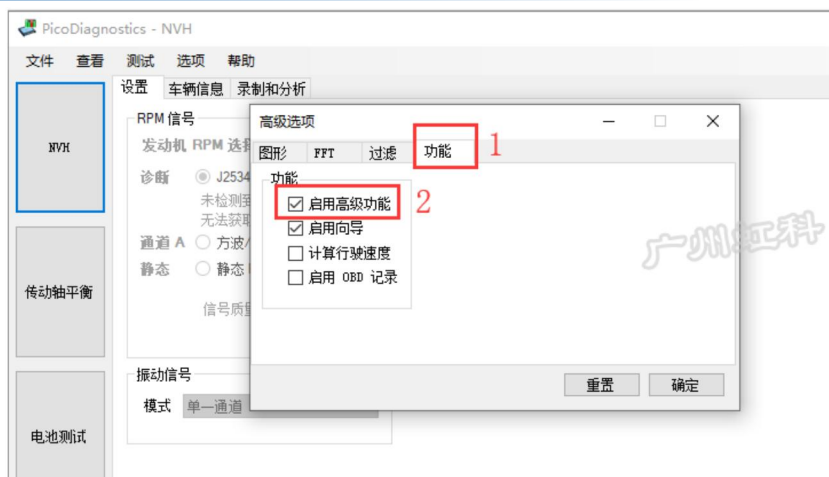 PicoDiagnostics - NVH
文件 查看 测试 选项 帮助
设置 车辆信息 录制和分析
NVH
传动轴平衡
电池测试
RPM 信号
发动机 RPM 选择
诊断 J2534
未检测到
无法获取
通道 A 方波/
静态 静态
信号质量
振动信号
模式 单一通道
高级选项
图形 FFT 过滤 功能 1
功能
启用高级功能 2
启用向导
计算行驶速度
启用 OBD 记录
重置 确定
广州虹科